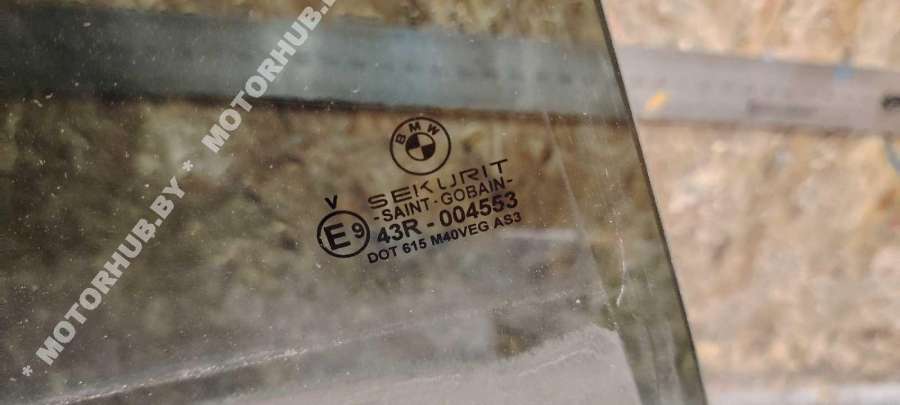 BMW
SEKURIT
-SAINT-GOBAIN-
V
E9
43R - 004553
DOT 615 M40VEG AS3
* MOTORHUB.BY * MOTORHUB.BY